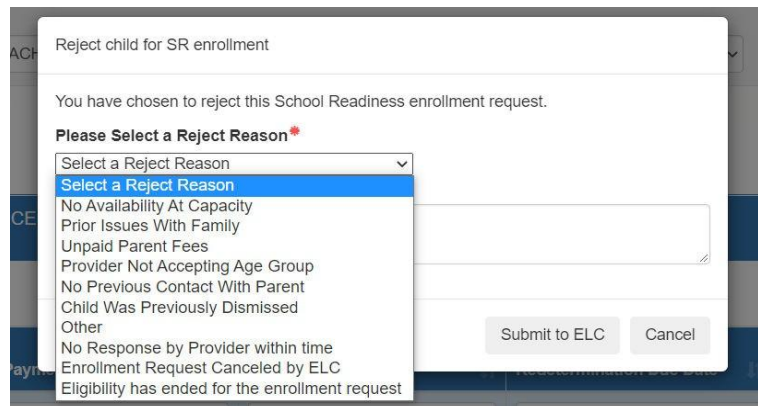 Reject child for SR enrollment
You have chosen to reject this School Readiness enrollment request.
Please Select a Reject Reason*
Select a Reject Reason
Select a Reject Reason
No Availability At Capacity
Prior Issues With Family
Unpaid Parent Fees
Provider Not Accepting Age Group
No Previous Contact With Parent
Child Was Previously Dismissed
Other
No Response by Provider within time
Enrollment Request Canceled by ELC
Eligibility has ended for the enrollment request
Submit to ELC Cancel
ACH
CE
Paym
Redetermination Due Date